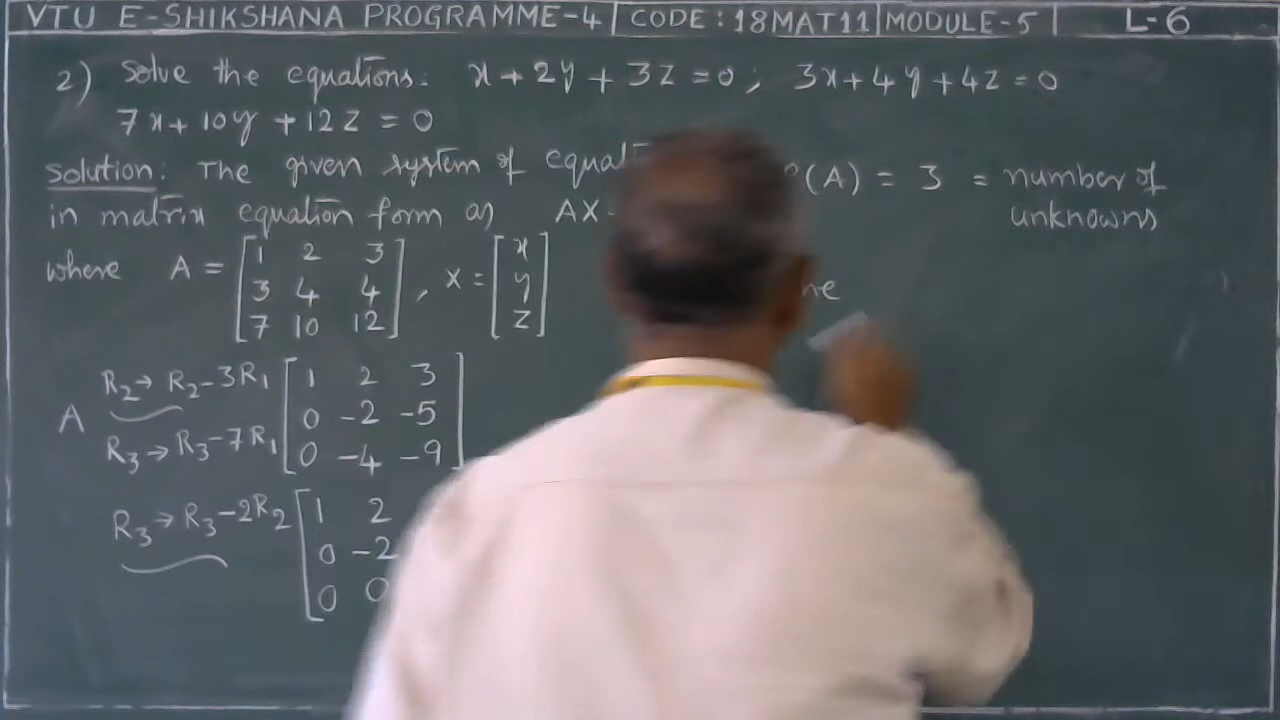 VTU E-SHIKSHANA PROGRAMME-4 | CODE: 18MAT11 | MODULE-5 | L-6
2) Solve the equations: x + 2y + 3z = 0; 3x + 4y + 4z = 0
7x + 10y + 12z = 0
Solution: The given system of
in matrix equation form as AX
where A = [1 2 3
3 4 4
7 10 12], X = [x
y
z]
A R2 → R2 - 3R1
R3 → R3 - 7R1
[1 2 3
0 -2 -5
0 -4 -9]
R3 → R3 - 2R2
[1 2
0 -2
0 0
(A) = 3 = number of
unknowns